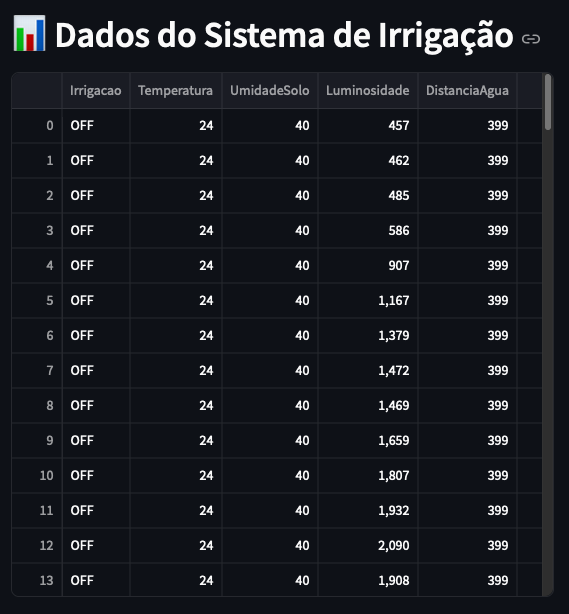 📊 Dados do Sistema de Irrigação
Irrigacao Temperatura UmidadeSolo Luminosidade DistanciaAgua
0 OFF 24 40 457 399
1 OFF 24 40 462 399
2 OFF 24 40 485 399
3 OFF 24 40 586 399
4 OFF 24 40 907 399
5 OFF 24 40 1,167 399
6 OFF 24 40 1,379 399
7 OFF 24 40 1,472 399
8 OFF 24 40 1,469 399
9 OFF 24 40 1,659 399
10 OFF 24 40 1,807 399
11 OFF 24 40 1,932 399
12 OFF 24 40 2,090 399
13 OFF 24 40 1,908 399